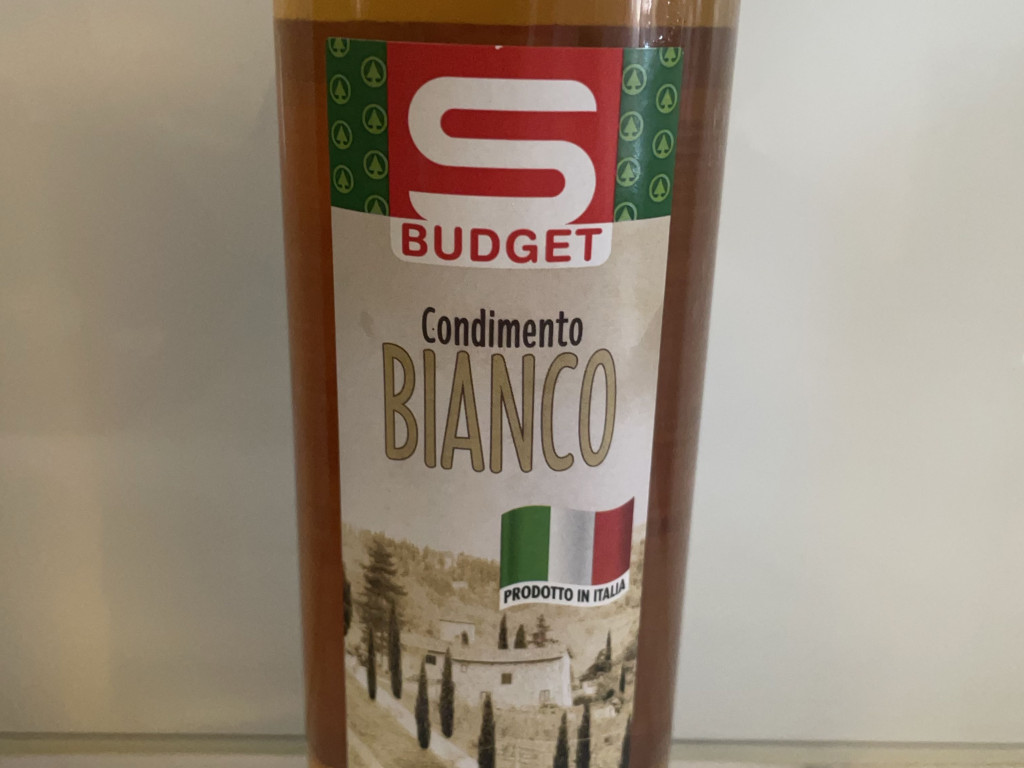 S
BUDGET
Condimento
BIANCO
PRODOTTO IN ITALIA